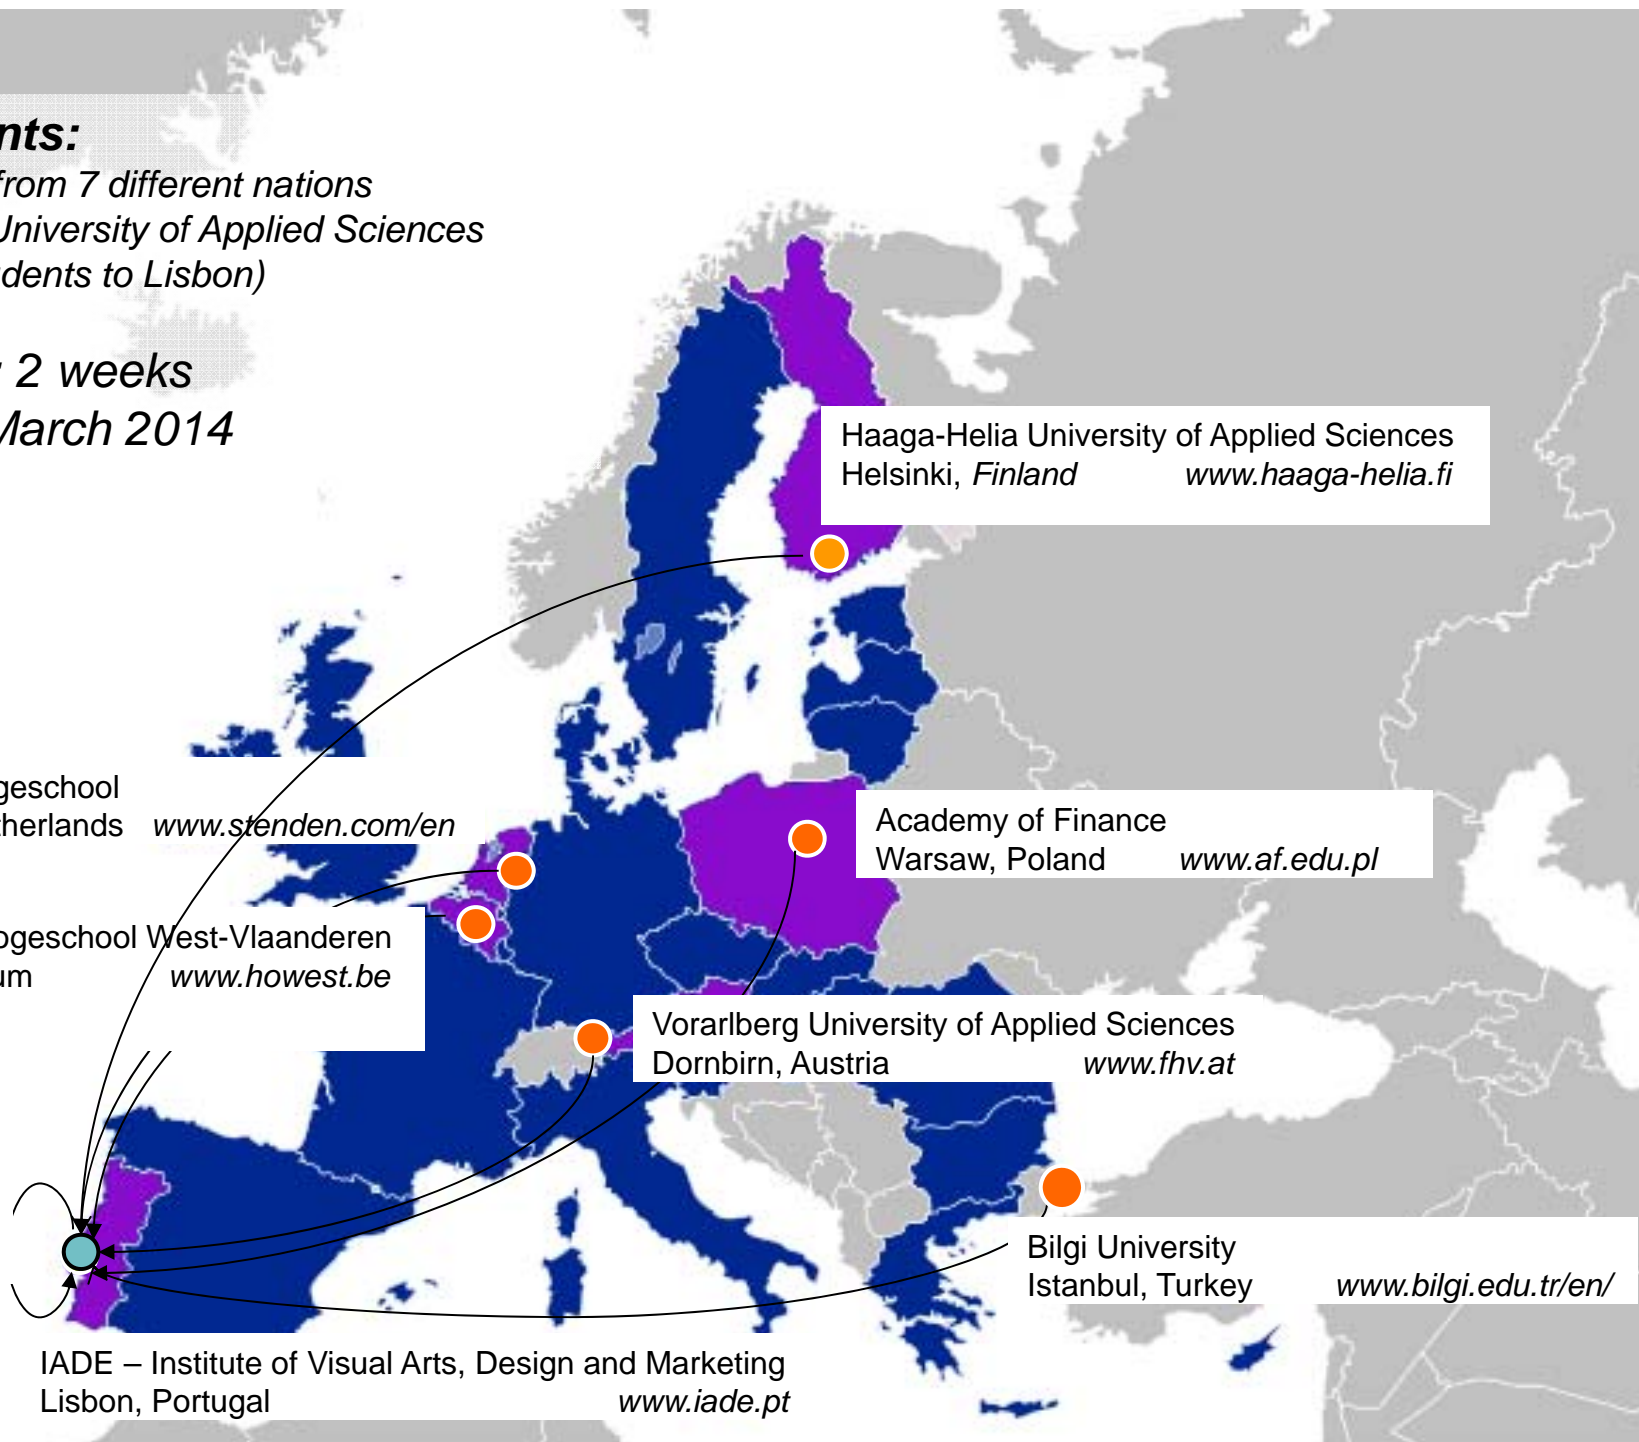 nts:
from 7 different nations
University of Applied Sciences
dents to Lisbon)
2 weeks
March 2014
Haaga-Helia University of Applied Sciences
Helsinki, Finland www.haaga-helia.fi
geschool
therlands www.stenden.com/en
Academy of Finance
Warsaw, Poland www.af.edu.pl
ogeschool West-Vlaanderen
um www.howest.be
Vorarlberg University of Applied Sciences
Dornbirn, Austria www.fhv.at
Bilgi University
Istanbul, Turkey www.bilgi.edu.tr/en/
IADE – Institute of Visual Arts, Design and Marketing
Lisbon, Portugal www.iade.pt